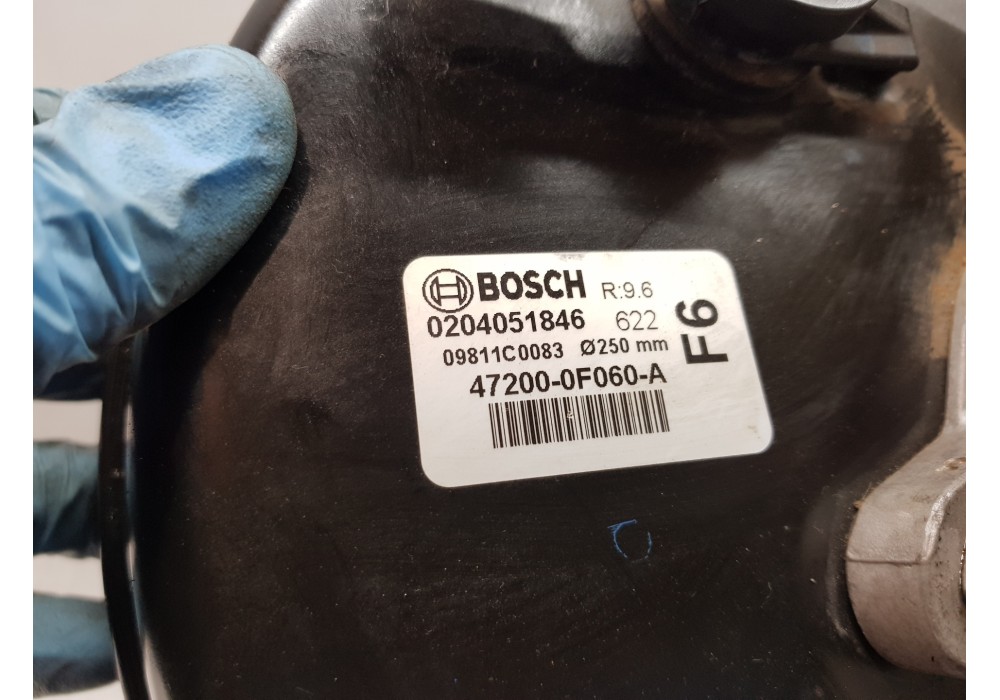 BOSCH R:9.6
0204051846 622
09811C0083 Ø250 mm
47200-0F060-A
F6